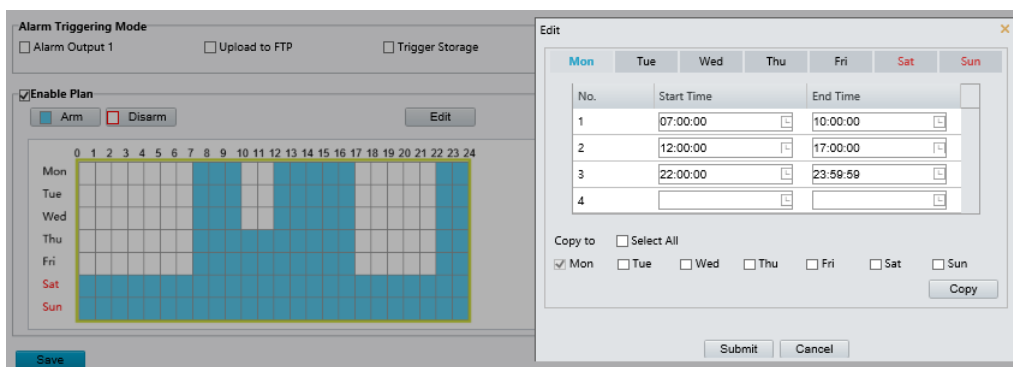 Alarm Triggering Mode
Alarm Output 1 Upload to FTP Trigger Storage
Enable Plan
Arm Disarm Edit
0 1 2 3 4 5 6 7 8 9 10 11 12 13 14 15 16 17 18 19 20 21 22 23 24
Mon
Tue
Wed
Thu
Fri
Sat
Sun
Save
Edit
Mon Tue Wed Thu Fri Sat Sun
No. Start Time End Time
1 07:00:00 10:00:00
2 12:00:00 17:00:00
3 22:00:00 23:59:59
4
Copy to Select All
Mon Tue Wed Thu Fri Sat Sun
Copy
Submit Cancel